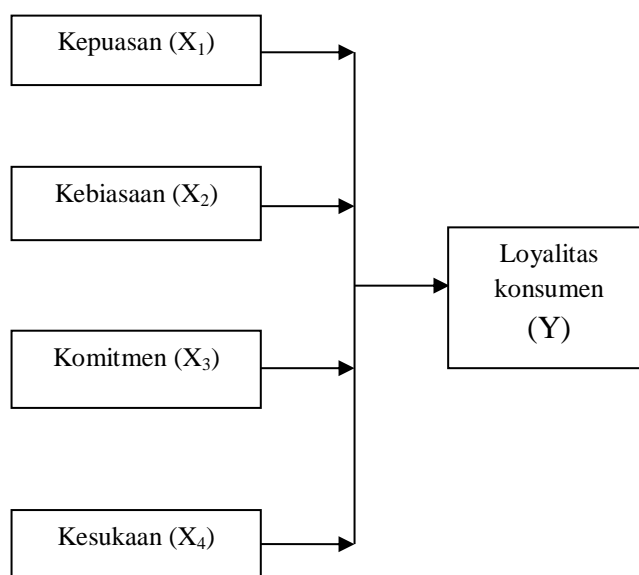 Kepuasan (X₁)
Kebiasaan (X₂)
Loyalitas
konsumen
(Y)
Komitmen (X₃)
Kesukaan (X₄)